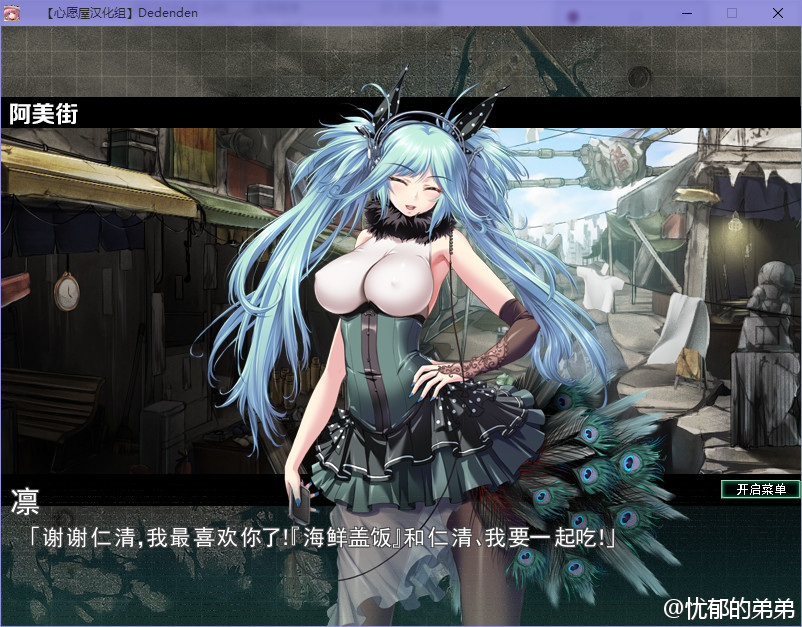 【心愿屋汉化组】Dedenden
阿美街
开启菜单
凛
「谢谢仁清,我最喜欢你了!『海鲜盖饭』和仁清、我要一起吃!」
@忧郁的弟弟